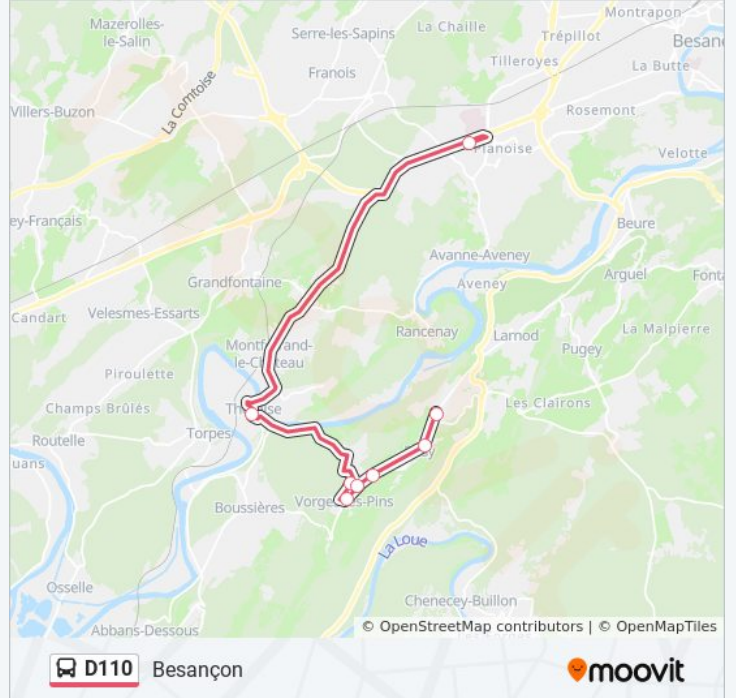 Montrapon
Mazerolles-
le-Salin
La Chaille
Serre-les-Sapins
Trépillot
Tilleroyes
La Butte
Franois
La Comtoise
Villers-Buzon
Rosemont
Planoise
Velotte
ey-Français
Beure
Avanne-Aveney
Arguel
Aveney
Grandfontaine
Candart
Velesmes-Essarts
Rancenay
Larnod
La Malpierre
Pugey
Piroulette
Les Clairons
Champs Brûlés
Torpes
Routelle
uans
Boussières
Vorges-les-Pins
La Loue
Osselle
Chenecey-Buillon
Abbans-Dessous
© OpenStreetMap contributors | © OpenMapTiles
D110 Besançon
moovit